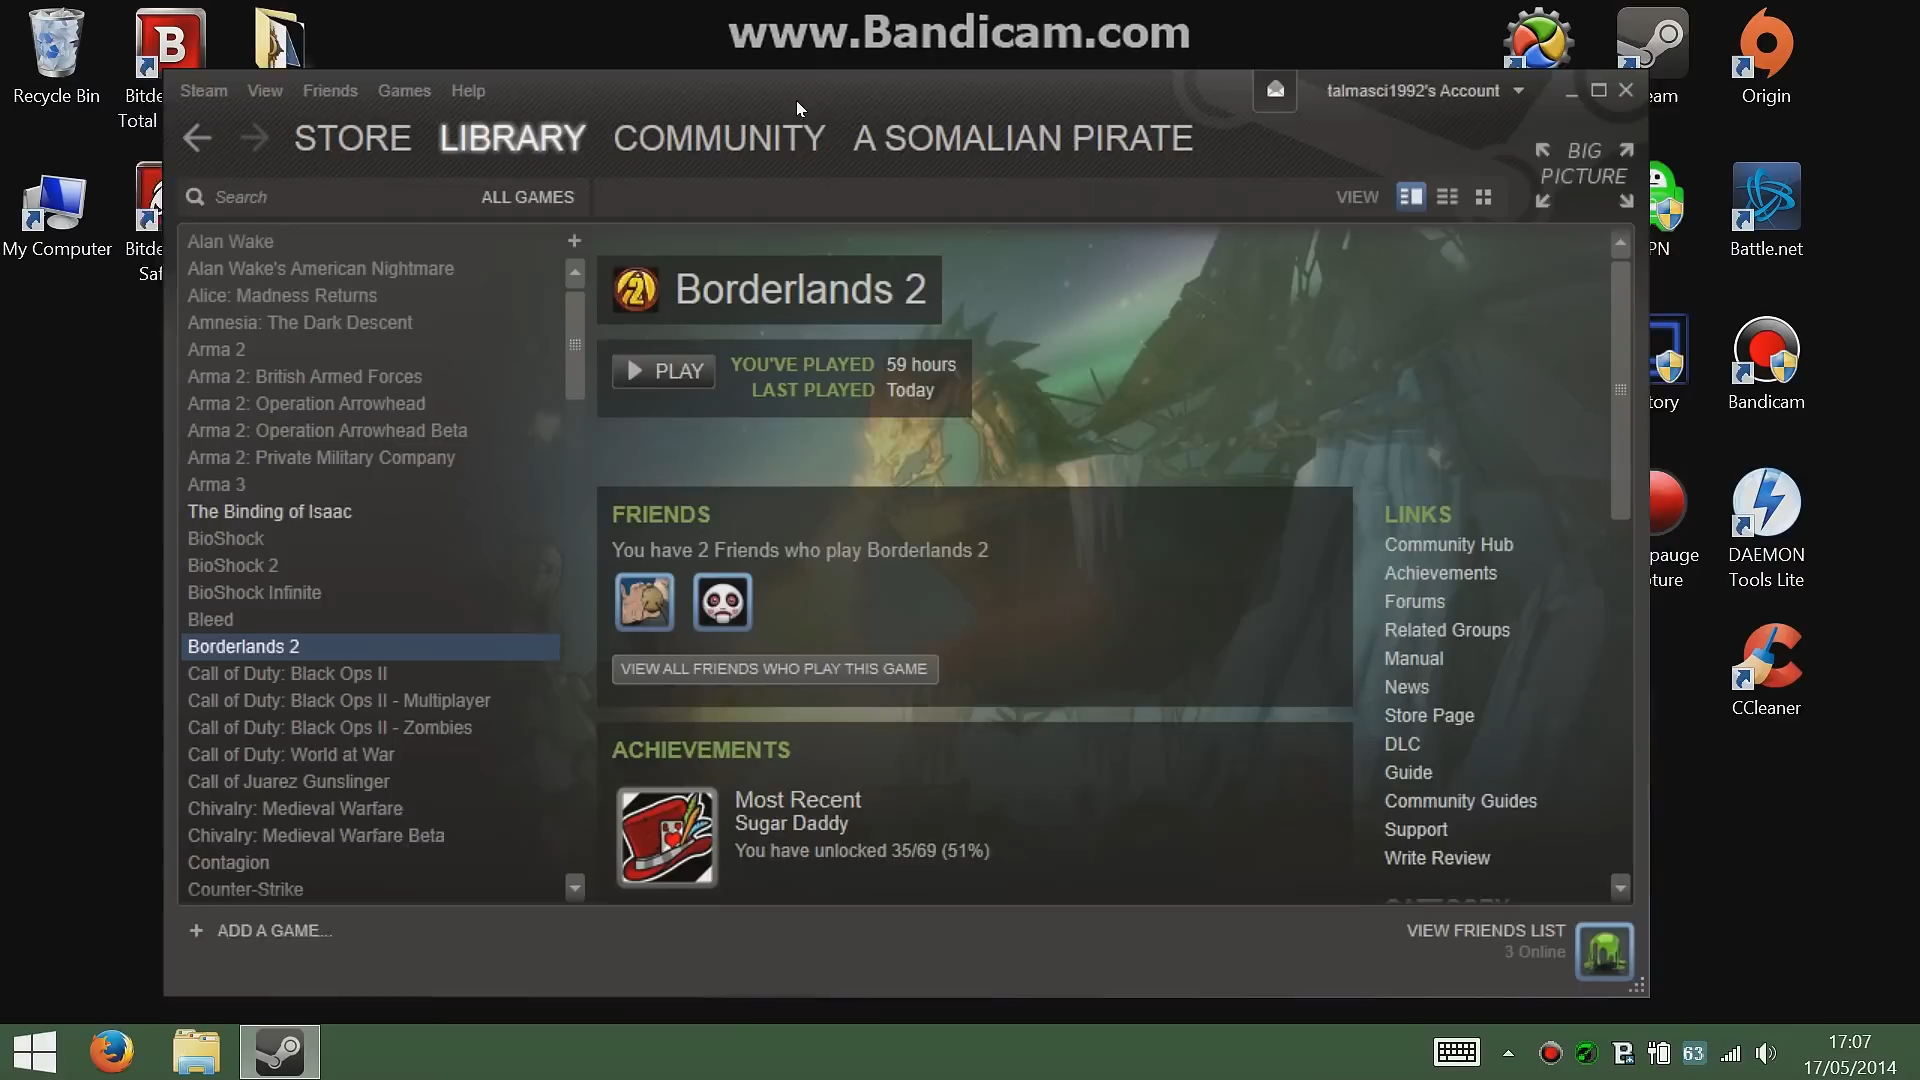 www.Bandicam.com
Recycle Bin
Bitde
Total
eam
Origin
Steam View Friends Games Help
talmasci1992's Account
STORE LIBRARY COMMUNITY A SOMALIAN PIRATE
BIG
PICTURE
Search
ALL GAMES
VIEW
My Computer
Bitde
Saf
PN
Battle.net
Alan Wake
Alan Wake's American Nightmare
Alice: Madness Returns
Amnesia: The Dark Descent
Arma 2
Arma 2: British Armed Forces
Arma 2: Operation Arrowhead
Arma 2: Operation Arrowhead Beta
Arma 2: Private Military Company
Arma 3
The Binding of Isaac
BioShock
BioShock 2
BioShock Infinite
Bleed
Borderlands 2
Call of Duty: Black Ops II
Call of Duty: Black Ops II - Multiplayer
Call of Duty: Black Ops II - Zombies
Call of Duty: World at War
Call of Juarez Gunslinger
Chivalry: Medieval Warfare
Chivalry: Medieval Warfare Beta
Contagion
Counter-Strike
Borderlands 2
PLAY
YOU'VE PLAYED 59 hours
LAST PLAYED Today
FRIENDS
You have 2 Friends who play Borderlands 2
VIEW ALL FRIENDS WHO PLAY THIS GAME
ACHIEVEMENTS
Most Recent
Sugar Daddy
You have unlocked 35/69 (51%)
LINKS
Community Hub
Achievements
Forums
Related Groups
Manual
News
Store Page
DLC
Guide
Community Guides
Support
Write Review
tory
Bandicam
pauge
ture
DAEMON
Tools Lite
CCleaner
+ ADD A GAME...
VIEW FRIENDS LIST
3 Online
63
17:07
17/05/2014